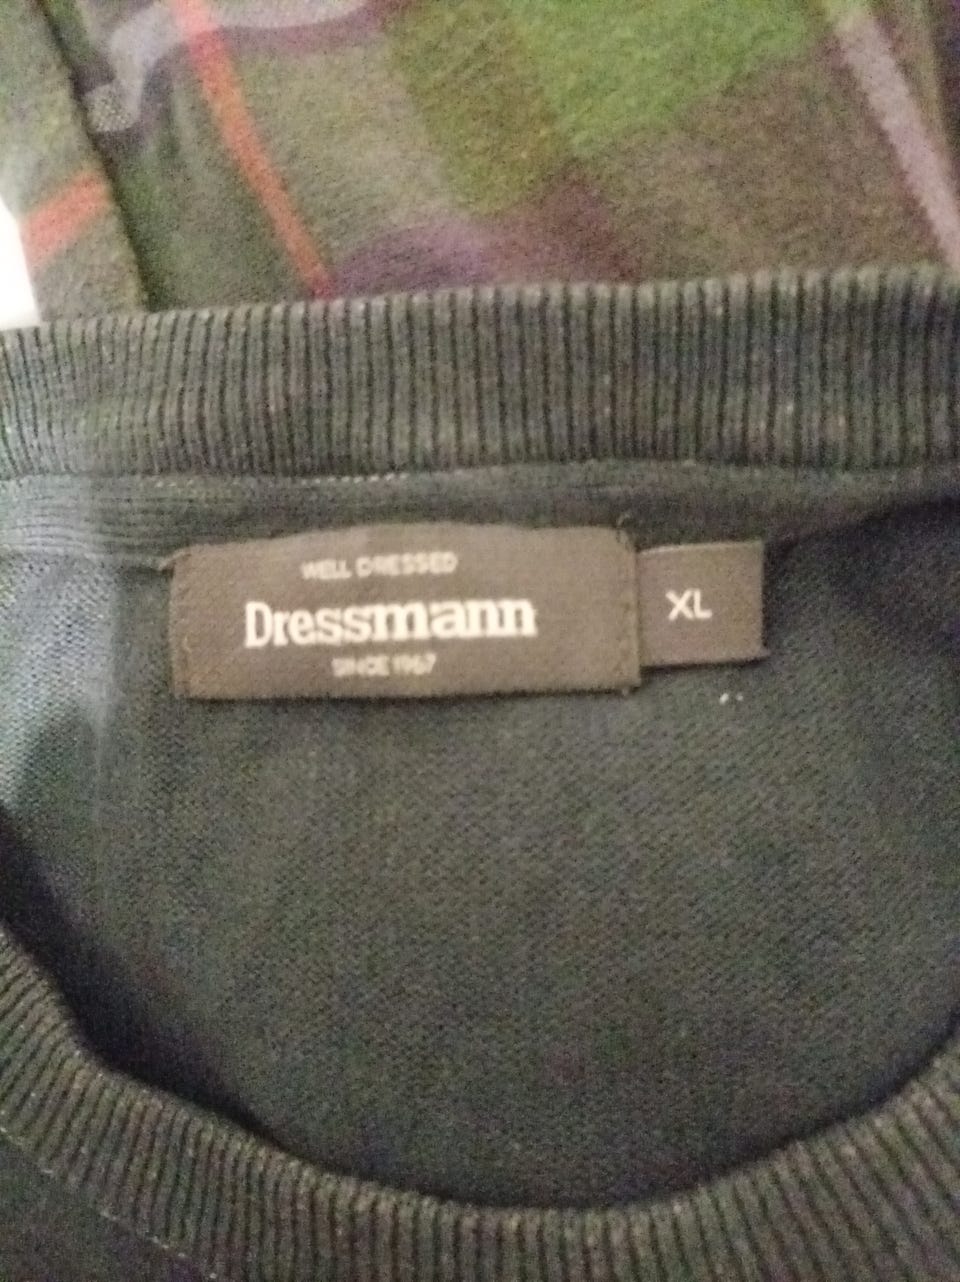 WELL DRESSED
Dressmann
SINCE 1967
XL